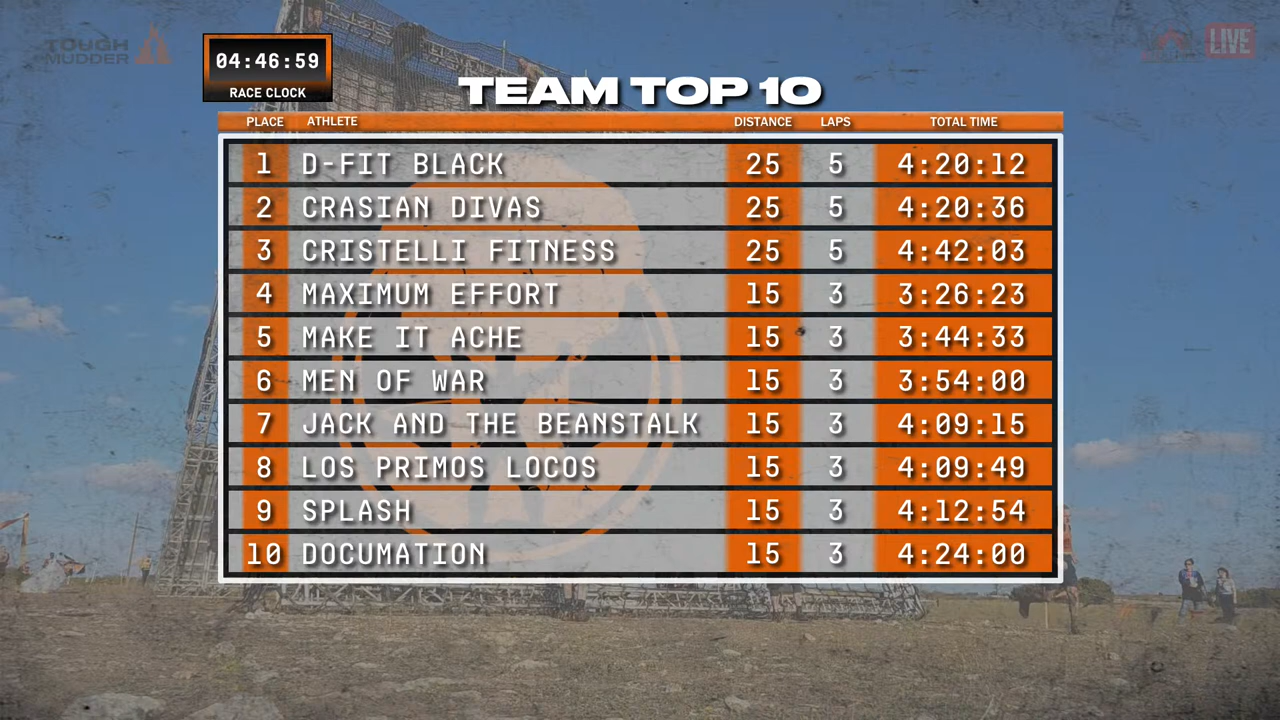 TOUGH
MUDDER
04:46:59
RACE CLOCK
LIVE
TEAM TOP 10
PLACE ATHLETE DISTANCE LAPS TOTAL TIME
1 D-FIT BLACK 25 5 4:20:12
2 CRASIAN DIVAS 25 5 4:20:36
3 CRISTELLI FITNESS 25 5 4:42:03
4 MAXIMUM EFFORT 15 3 3:26:23
5 MAKE IT ACHE 15 3 3:44:33
6 MEN OF WAR 15 3 3:54:00
7 JACK AND THE BEANSTALK 15 3 4:09:15
8 LOS PRIMOS LOCOS 15 3 4:09:49
9 SPLASH 15 3 4:12:54
10 DOCUMATION 15 3 4:24:00